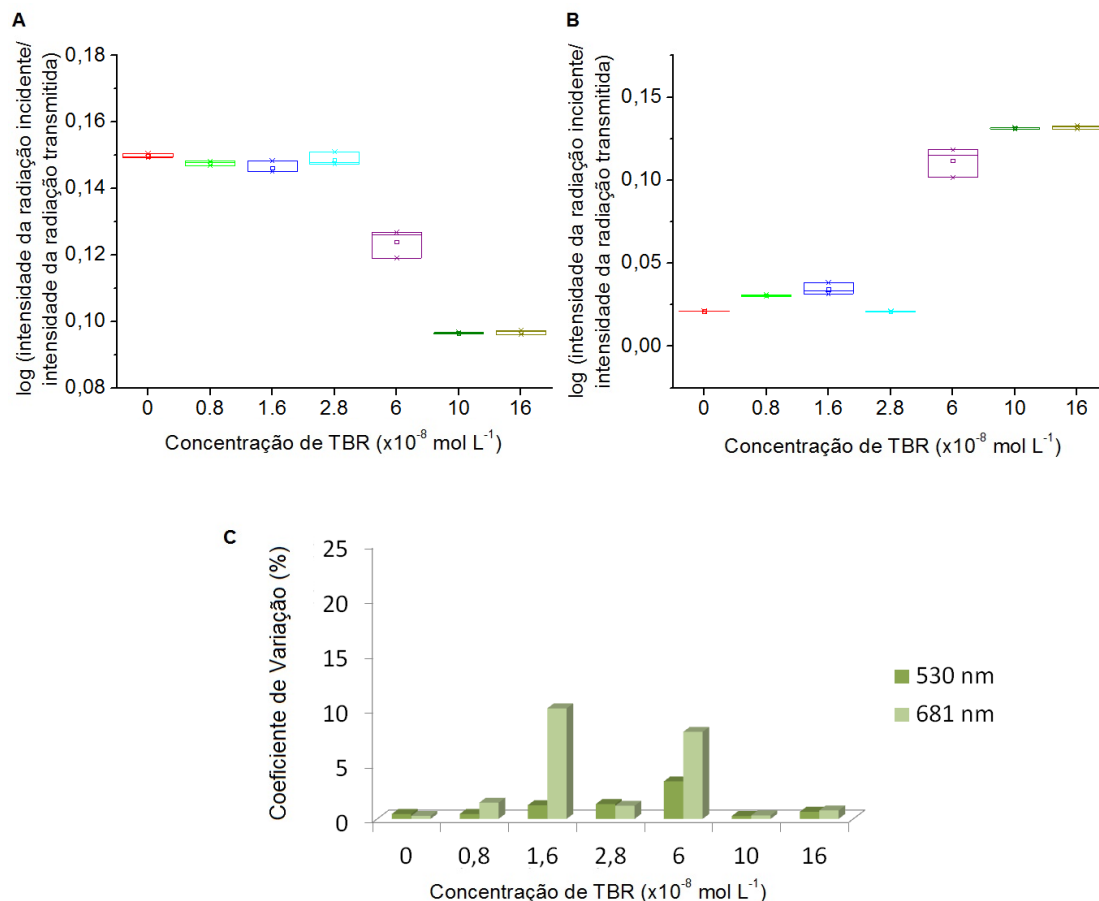 A
log (intensidade da radiação incidente/
intensidade da radiação transmitida)
0,18
0,16
0,14
0,12
0,10
0,08
0 0.8 1.6 2.8 6 10 16
Concentração de TBR (x10⁻⁸ mol L⁻¹)
B
log (intensidade da radiação incidente/
intensidade da radiação transmitida)
0,15
0,10
0,05
0,00
0 0.8 1.6 2.8 6 10 16
Concentração de TBR (x10⁻⁸ mol L⁻¹)
C
Coeficiente de Variação (%)
25
20
15
10
5
0
0 0,8 1,6 2,8 6 10 16
Concentração de TBR (x10⁻⁸ mol L⁻¹)
530 nm
681 nm